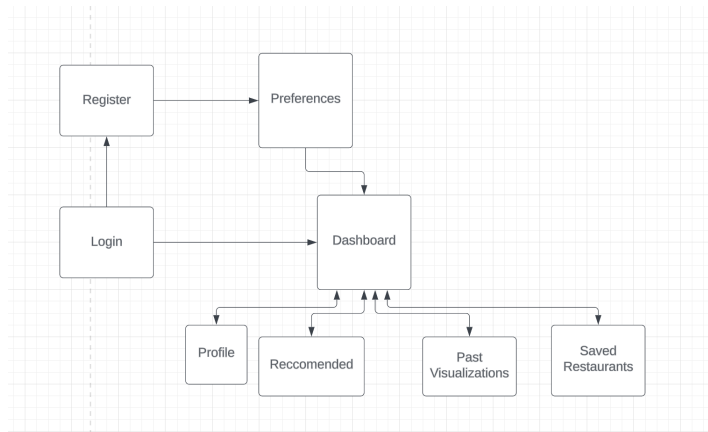 Register
Preferences
Login
Dashboard
Profile
Reccomended
Past
Visualizations
Saved
Restaurants